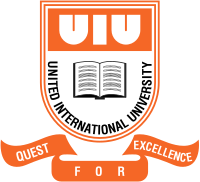 UIU
UNITED INTERNATIONAL UNIVERSITY
QUEST
FOR
EXCELLENCE